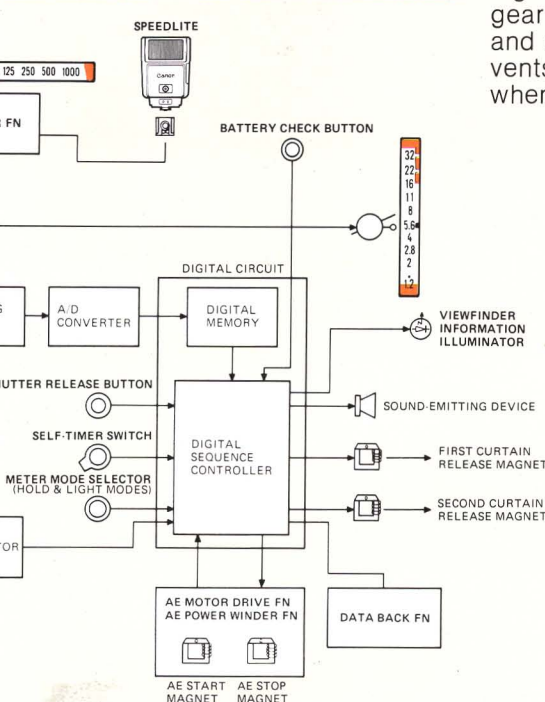 SPEEDLITE
Canon
gear
and
vents
when
125 250 500 1000
FN
BATTERY CHECK BUTTON
32
22
16
11
8
5.6
4
2.8
2
1.2
DIGITAL CIRCUIT
A/D
CONVERTER
DIGITAL
MEMORY
VIEWFINDER
INFORMATION
ILLUMINATOR
UTTER RELEASE BUTTON
SOUND-EMITTING DEVICE
SELF-TIMER SWITCH
DIGITAL
SEQUENCE
CONTROLLER
FIRST CURTAIN
RELEASE MAGNET
METER MODE SELECTOR
(HOLD & LIGHT MODES)
SECOND CURTAIN
RELEASE MAGNET
TOR
AE MOTOR DRIVE FN
AE POWER WINDER FN
DATA BACK FN
AE START
MAGNET
AE STOP
MAGNET